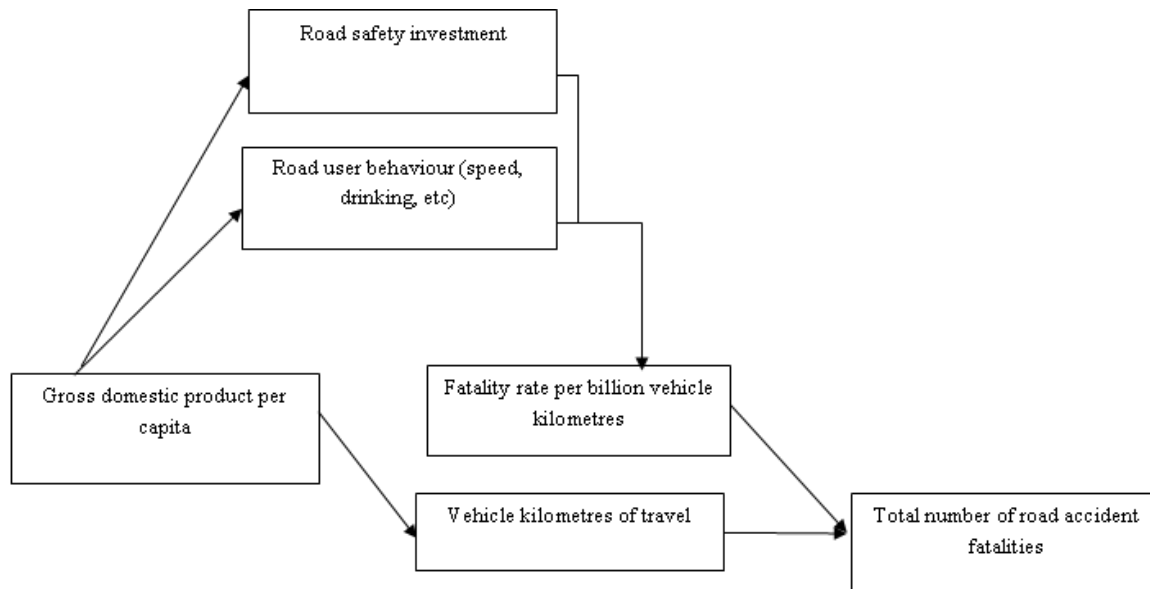 Road safety investment
Road user behaviour (speed,
drinking, etc)
Gross domestic product per
capita
Fatality rate per billion vehicle
kilometres
Vehicle kilometres of travel
Total number of road accident
fatalities